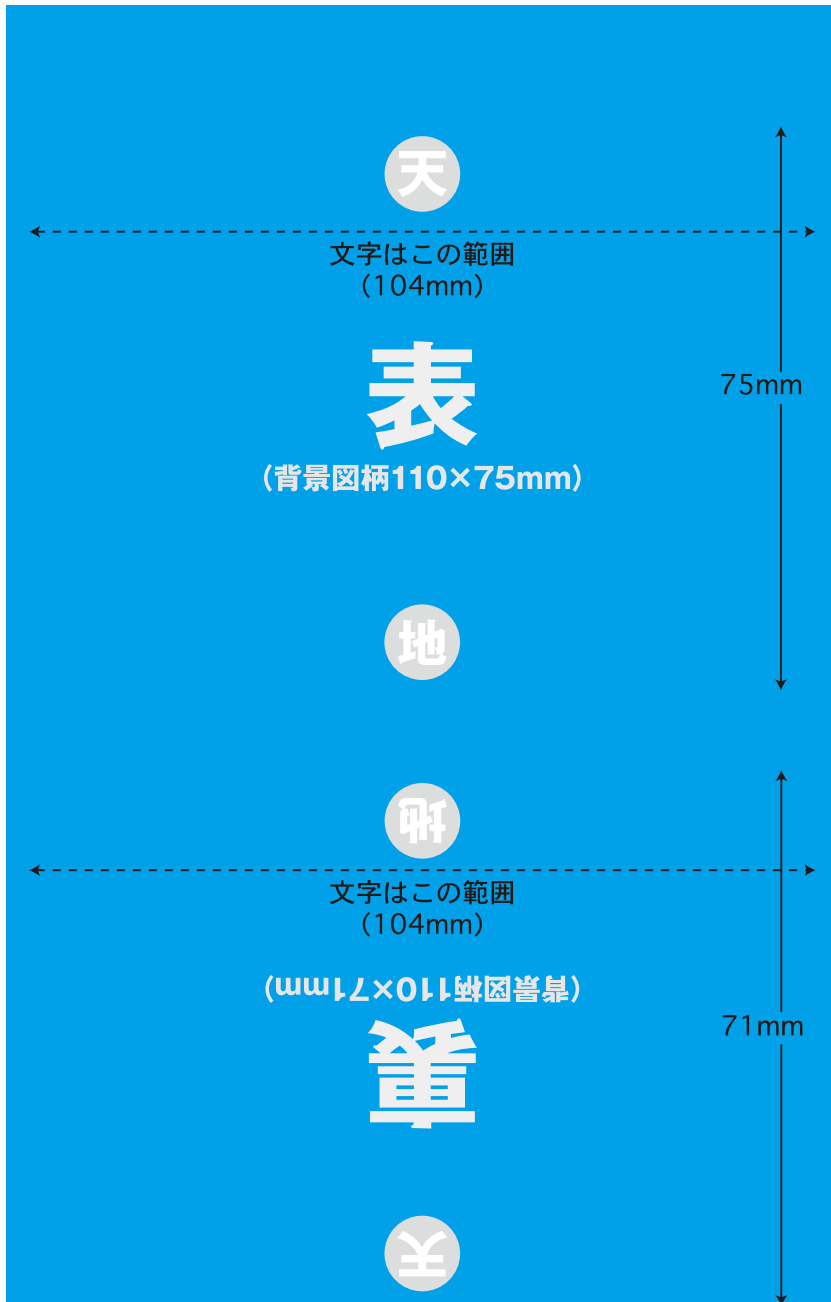 天
文字はこの範囲
（104mm）
表
75mm
（背景図柄110×75mm）
地
地
文字はこの範囲
（104mm）
（背景図柄110×71mm）
71mm
裏
天